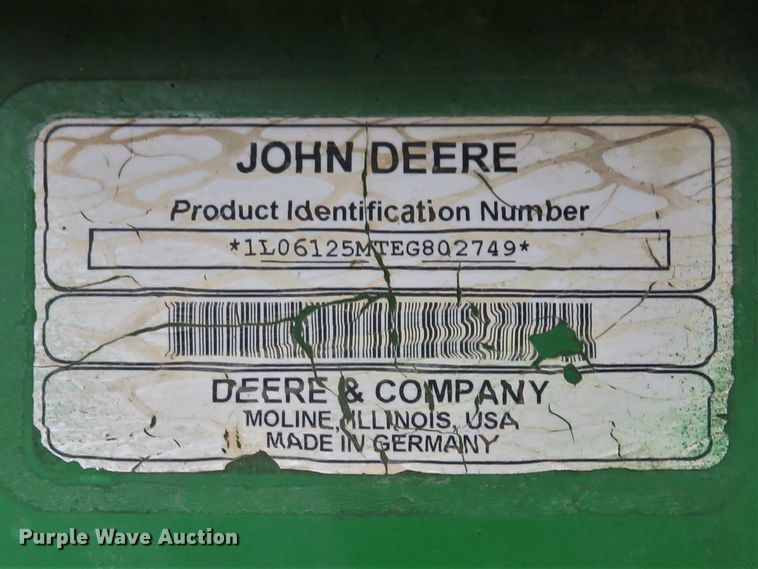 JOHN DEERE
Product Identification Number
*1L06125MTEG802749*
DEERE & COMPANY
MOLINE, ILLINOIS, USA
MADE IN GERMANY
Purple Wave Auction